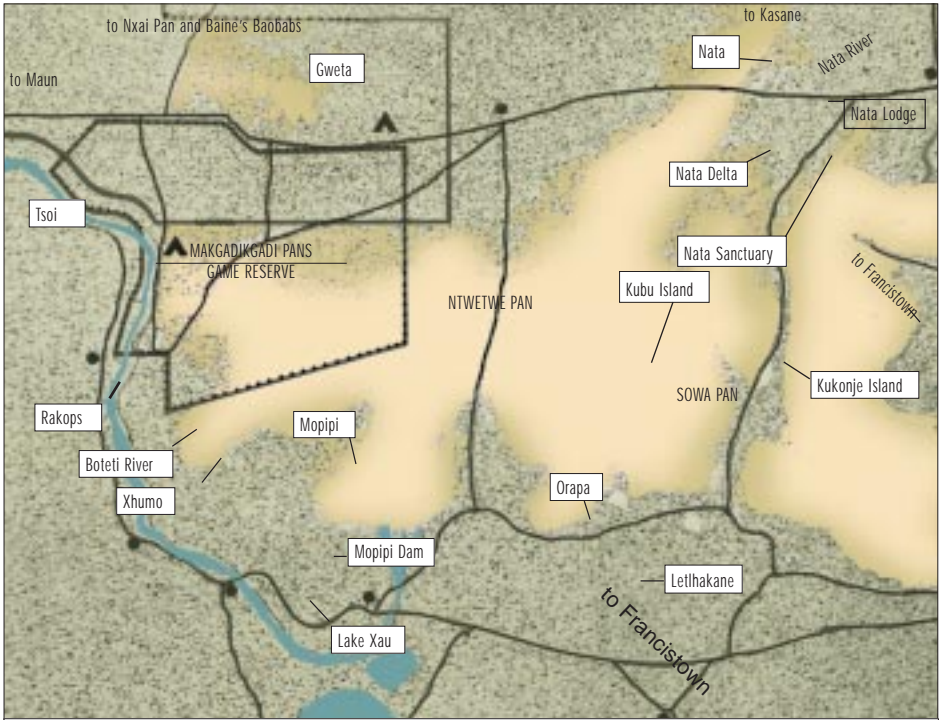 to Nxai Pan and Baine's Baobabs
to Kasane
Nata
Nata River
Gweta
to Maun
Nata Lodge
Nata Delta
Tsoi
MAKGADIKGADI PANS
GAME RESERVE
Nata Sanctuary
to Francistown
Kubu Island
NTWETWE PAN
SOWA PAN
Kukonje Island
Rakops
Mopipi
Boteti River
Xhumo
Orapa
Mopipi Dam
Letlhakane
to Francistown
Lake Xau